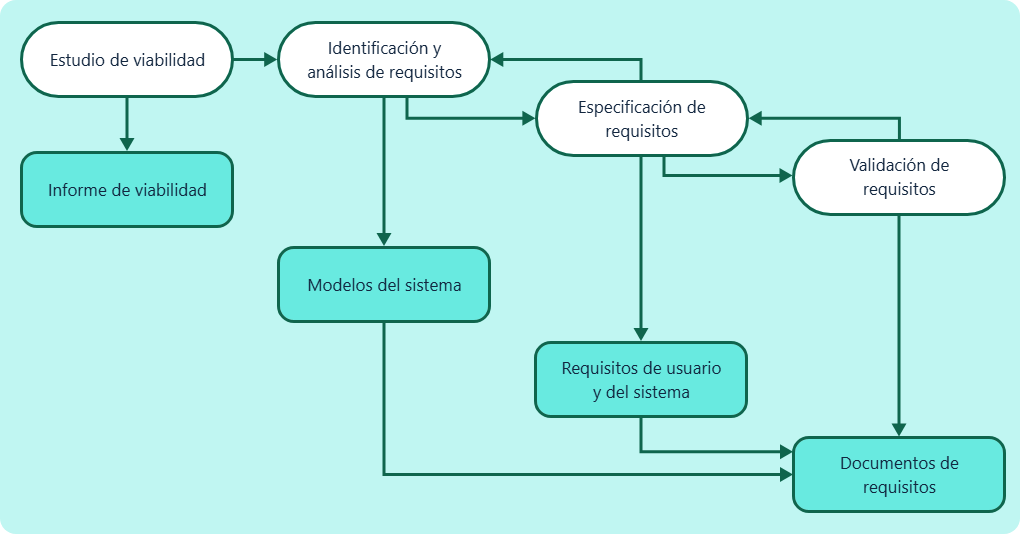 Estudio de viabilidad
Identificación y
análisis de requisitos
Especificación de
requisitos
Validación de
requisitos
Informe de viabilidad
Modelos del sistema
Requisitos de usuario
y del sistema
Documentos de
requisitos